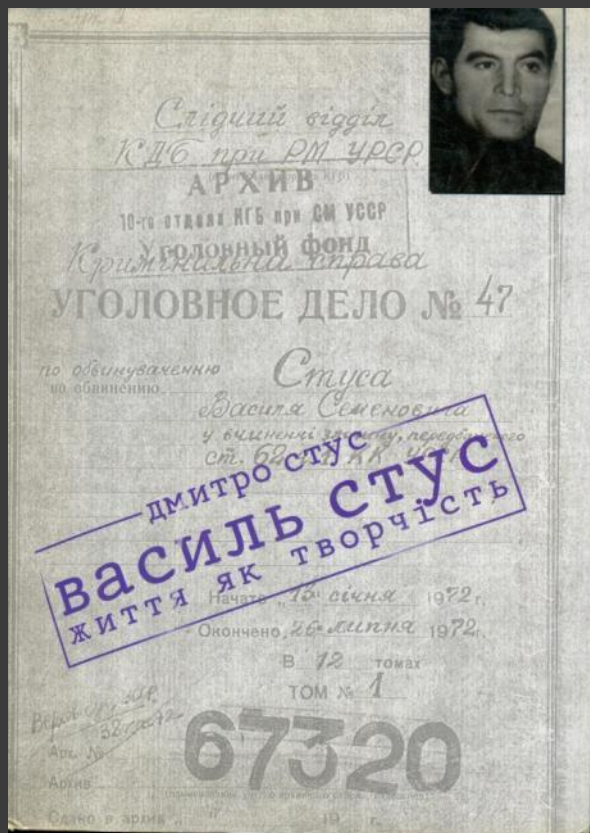 Слідчий відділ
КДБ при РМ УРСР
АРХИВ
10-го отдела КГБ при СМ УССР
Уголовный фонд
Кримінальна справа
УГОЛОВНОЕ ДЕЛО № 47
по обвинуваченню
по обвинению
Стуса
Василя Семеновича
у вчиненні злочину, передбаченого
ст. 62
КК
дмитро стус
василь стус
життя як творчість
Начато „13“ січня 1972 г.
Окончено „26“ липня 1972 г.
В 12 томах
ТОМ № 1
Арх. №
67320
Архив
Сдано в архив „ “ 19 г.